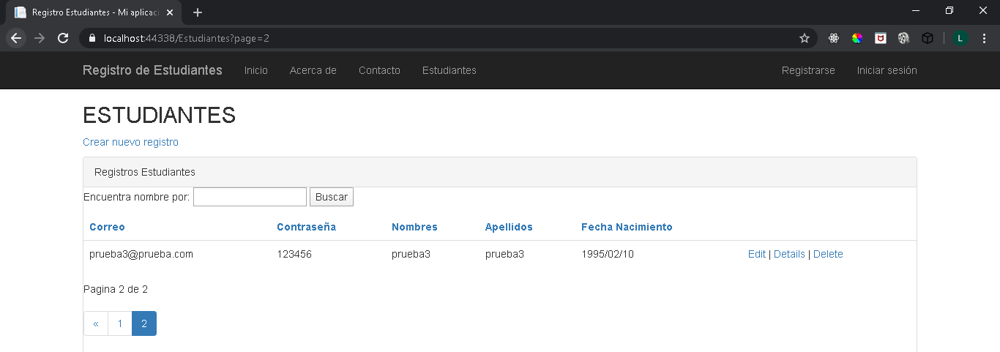 Registro Estudiantes - Mi aplicaci
localhost:44338/Estudiantes?page=2
L
Registro de Estudiantes Inicio Acerca de Contacto Estudiantes Registrarse Iniciar sesión
ESTUDIANTES
Crear nuevo registro
Registros Estudiantes
Encuentra nombre por: Buscar
Correo Contraseña Nombres Apellidos Fecha Nacimiento
prueba3@prueba.com 123456 prueba3 prueba3 1995/02/10 Edit | Details | Delete
Pagina 2 de 2
« 1 2